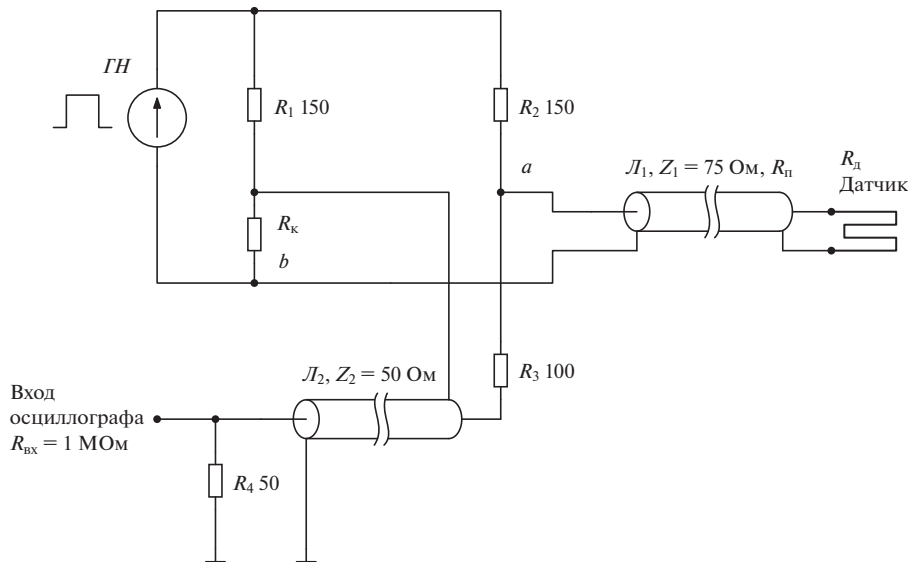 ГН
R₁ 150
R₂ 150
a
Л₁, Z₁ = 75 Ом, Rп
Rд
Датчик
Rк
b
Л₂, Z₂ = 50 Ом
R₃ 100
Вход
осциллографа
Rвх = 1 МОм
R₄ 50